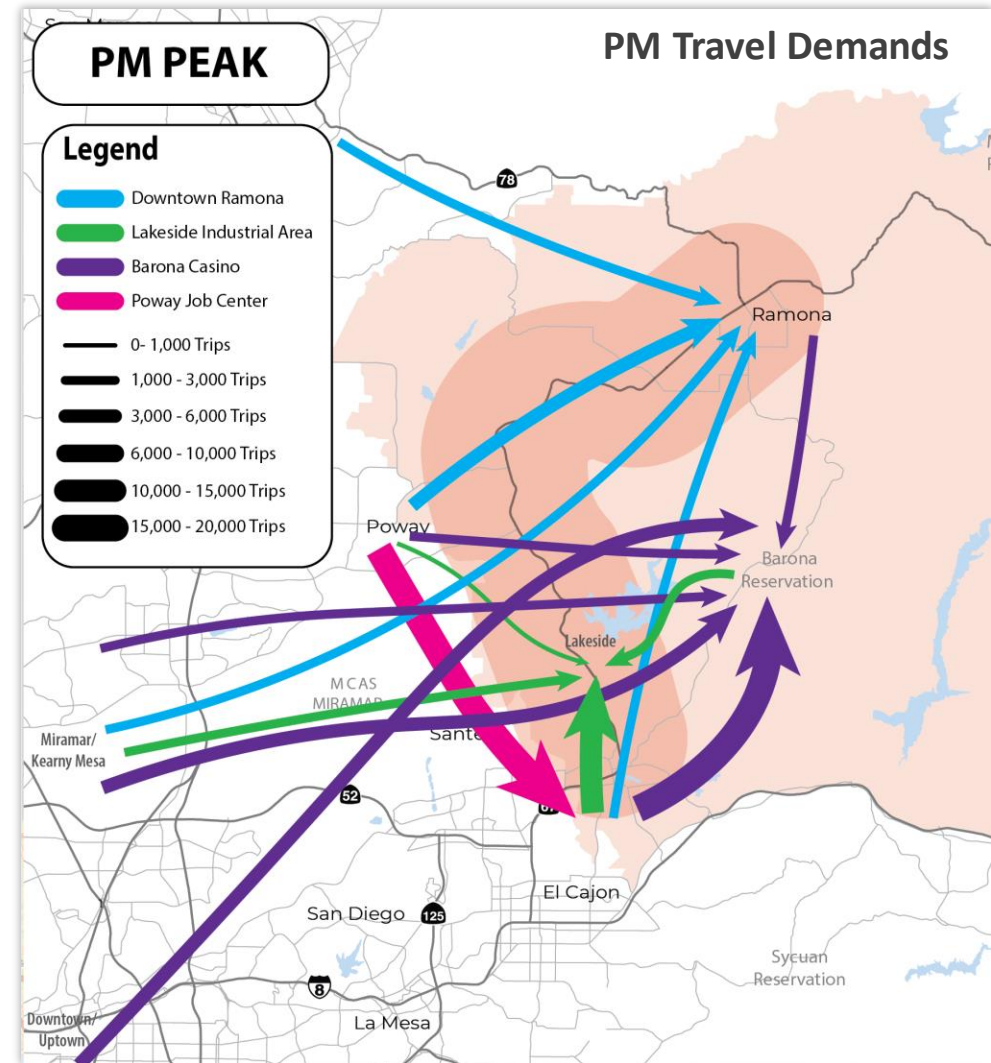 PM PEAK
PM Travel Demands
Legend
Downtown Ramona
Lakeside Industrial Area
Barona Casino
Poway Job Center
0- 1,000 Trips
1,000 - 3,000 Trips
3,000 - 6,000 Trips
6,000 - 10,000 Trips
10,000 - 15,000 Trips
15,000 - 20,000 Trips
78
Ramona
Poway
Barona
Reservation
Lakeside
MCAS
MIRAMAR
Miramar/
Kearny Mesa
52
67
El Cajon
San Diego
125
Sycuan
Reservation
8
Downtown/
Uptown
La Mesa